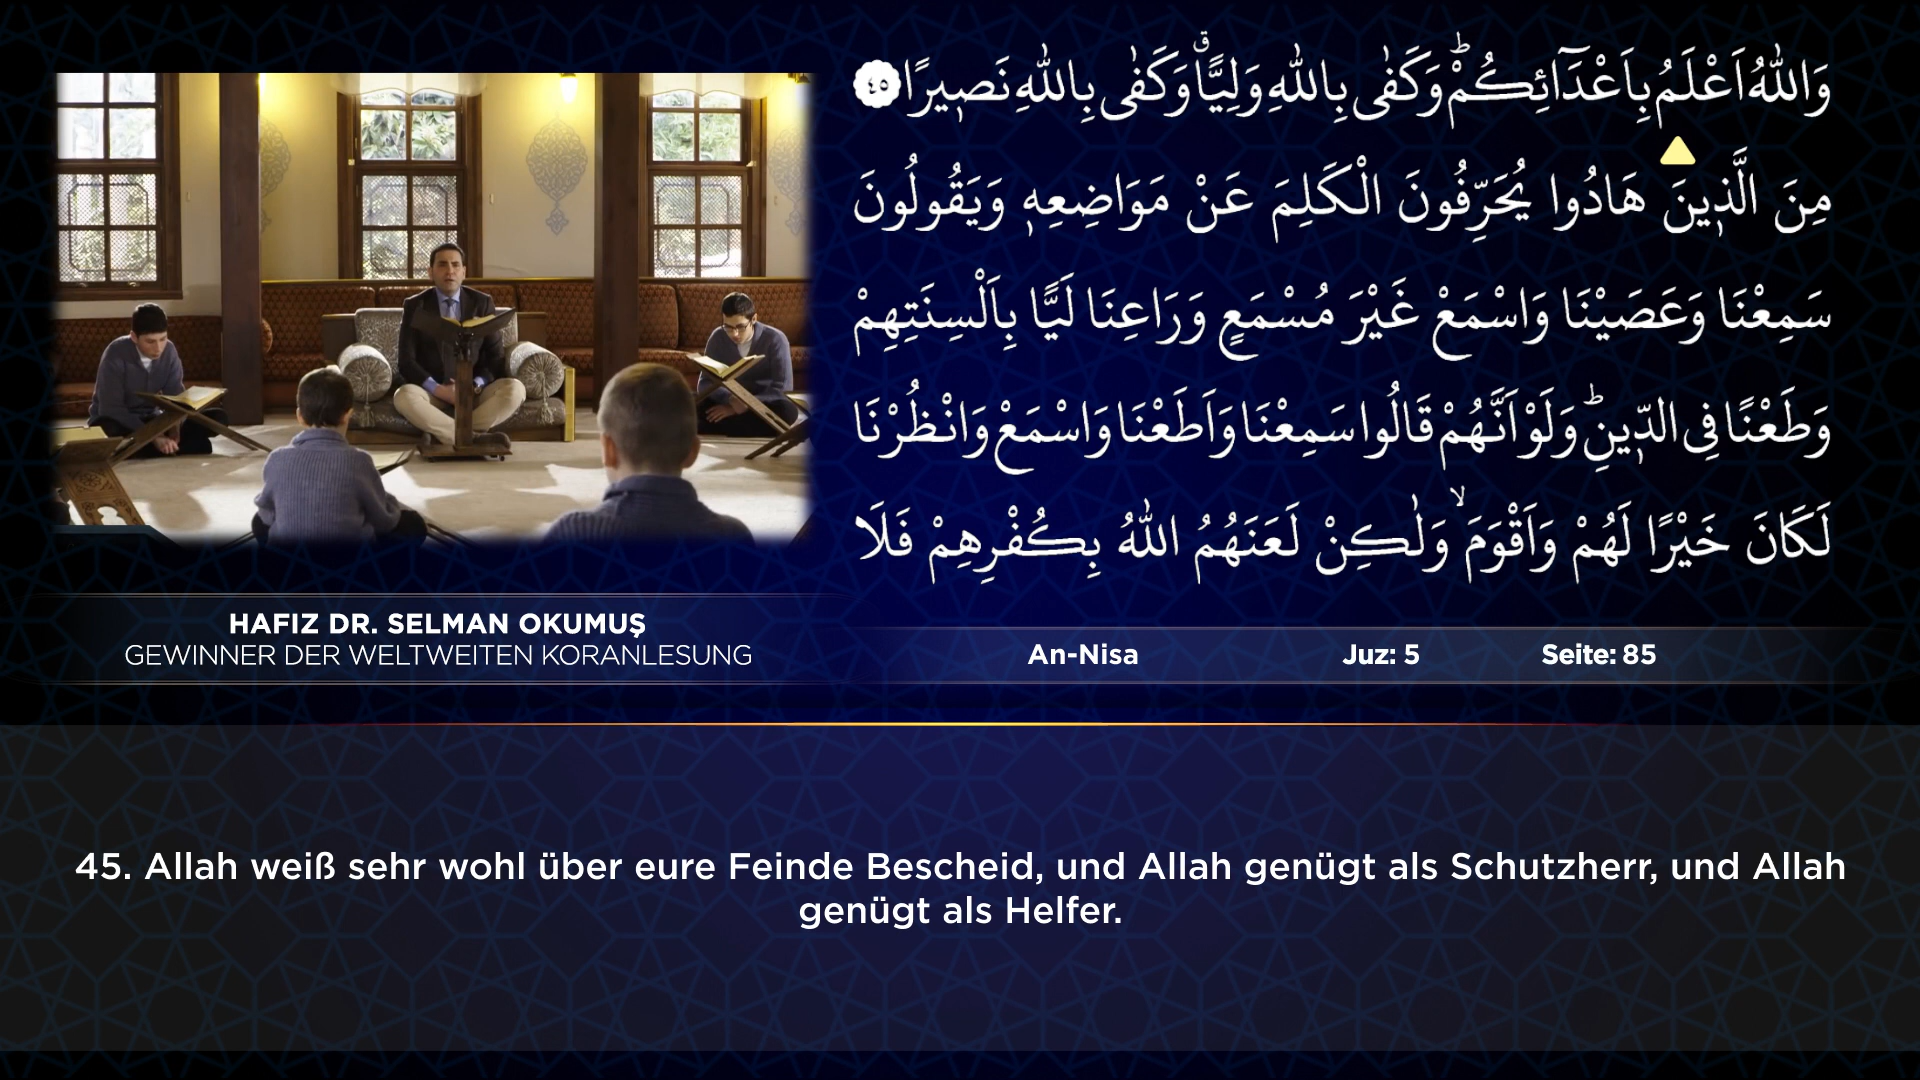 وَاللّٰهُ اَعْلَمُ بِاَعْدَٓائِكُمْۜ وَكَفٰى بِاللّٰهِ وَلِيًّاۗ وَكَفٰى بِاللّٰهِ نَص۪يرًا ﴿٤٥﴾
مِنَ الَّذ۪ينَ هَادُوا يُحَرِّفُونَ الْكَلِمَ عَنْ مَوَاضِعِه۪ وَيَقُولُونَ
سَمِعْنَا وَعَصَيْنَا وَاسْمَعْ غَيْرَ مُسْمَعٍ وَرَاعِنَا لَيًّا بِاَلْسِنَتِهِمْ
وَطَعْنًا فِى الدّ۪ينِۜ وَلَوْ اَنَّهُمْ قَالُوا سَمِعْنَا وَاَطَعْنَا وَاسْمَعْ وَانْظُرْنَا
لَكَانَ خَيْرًا لَهُمْ وَاَقْوَمَۙ وَلٰكِنْ لَعَنَهُمُ اللّٰهُ بِكُفْرِهِمْ فَلَا
HAFIZ DR. SELMAN OKUMUŞ
GEWINNER DER WELTWEITEN KORANLESUNG
An-Nisa Juz: 5 Seite: 85
45. Allah weiß sehr wohl über eure Feinde Bescheid, und Allah genügt als Schutzherr, und Allah
genügt als Helfer.